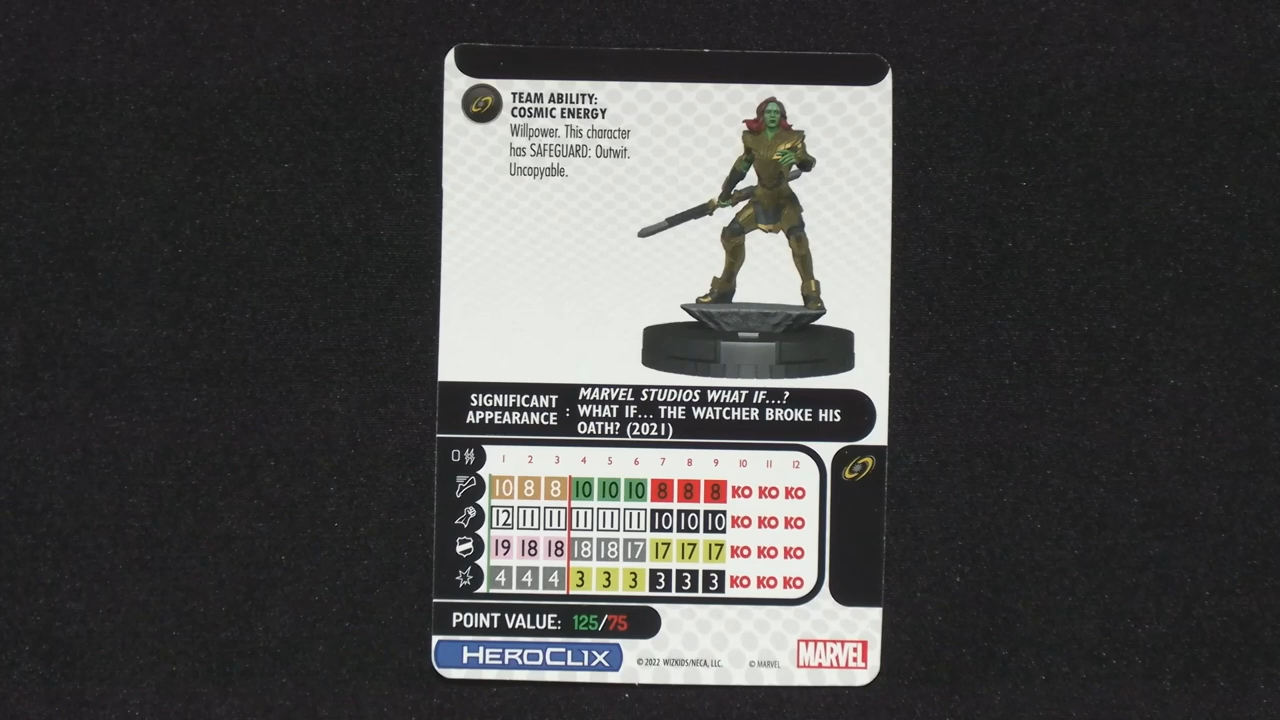 TEAM ABILITY:
COSMIC ENERGY
Willpower. This character
has SAFEGUARD: Outwit.
Uncopyable.
SIGNIFICANT
APPEARANCE :
MARVEL STUDIOS WHAT IF...?
WHAT IF... THE WATCHER BROKE HIS
OATH? (2021)
0 1 2 3 4 5 6 7 8 9 10 11 12
10 8 8 10 10 10 8 8 8 KO KO KO
12 11 11 11 11 11 10 10 10 KO KO KO
19 18 18 18 18 17 17 17 17 KO KO KO
4 4 4 3 3 3 3 3 3 KO KO KO
POINT VALUE: 125/75
HEROCLIX © 2022 WIZKIDS/NECA, LLC. © MARVEL MARVEL